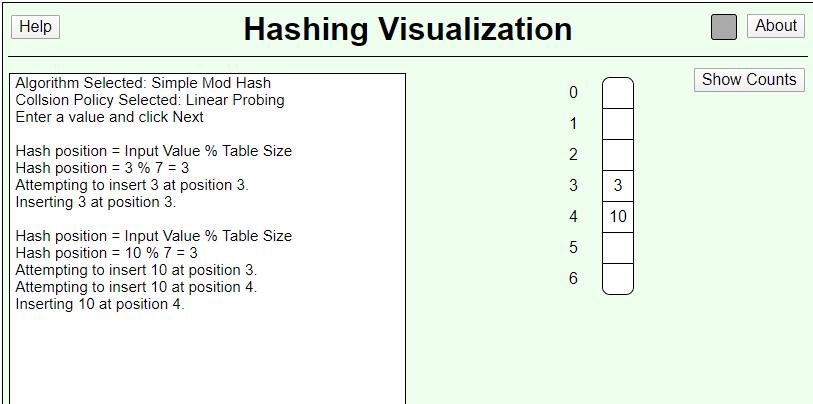 Help
Hashing Visualization
About
Show Counts
Algorithm Selected: Simple Mod Hash
Collsion Policy Selected: Linear Probing
Enter a value and click Next
Hash position = Input Value % Table Size
Hash position = 3 % 7 = 3
Attempting to insert 3 at position 3.
Inserting 3 at position 3.
Hash position = Input Value % Table Size
Hash position = 10 % 7 = 3
Attempting to insert 10 at position 3.
Attempting to insert 10 at position 4.
Inserting 10 at position 4.
0
1
2
3 3
4 10
5
6